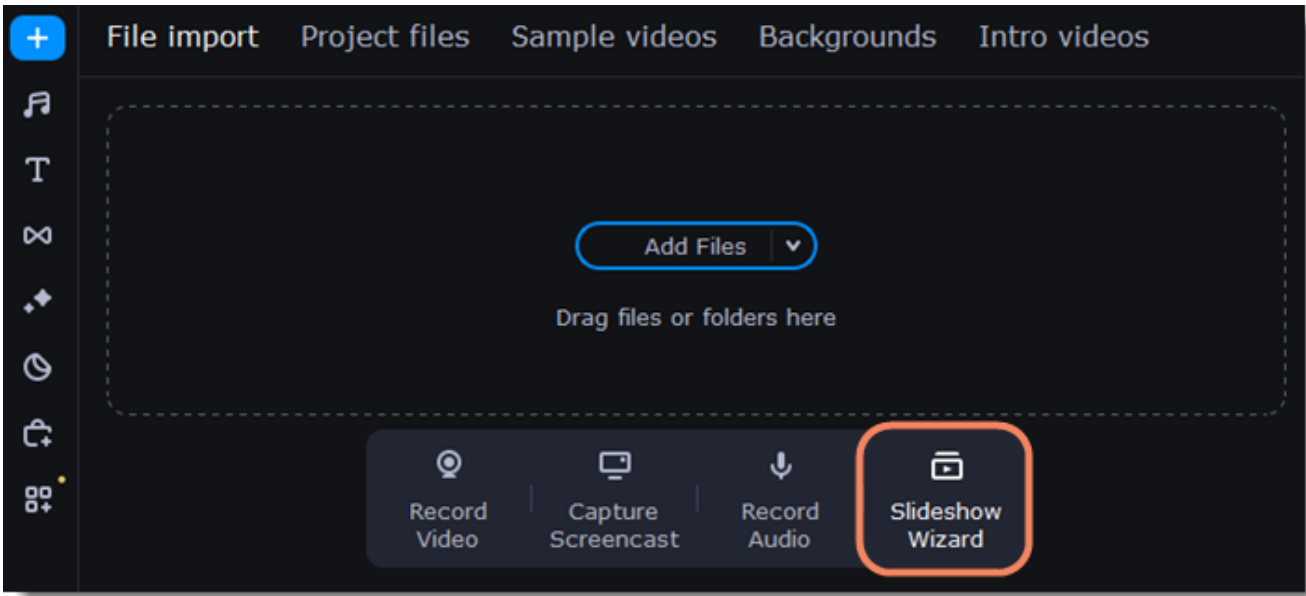 File import Project files Sample videos Backgrounds Intro videos
Add Files
Drag files or folders here
Record Video
Capture Screencast
Record Audio
Slideshow Wizard